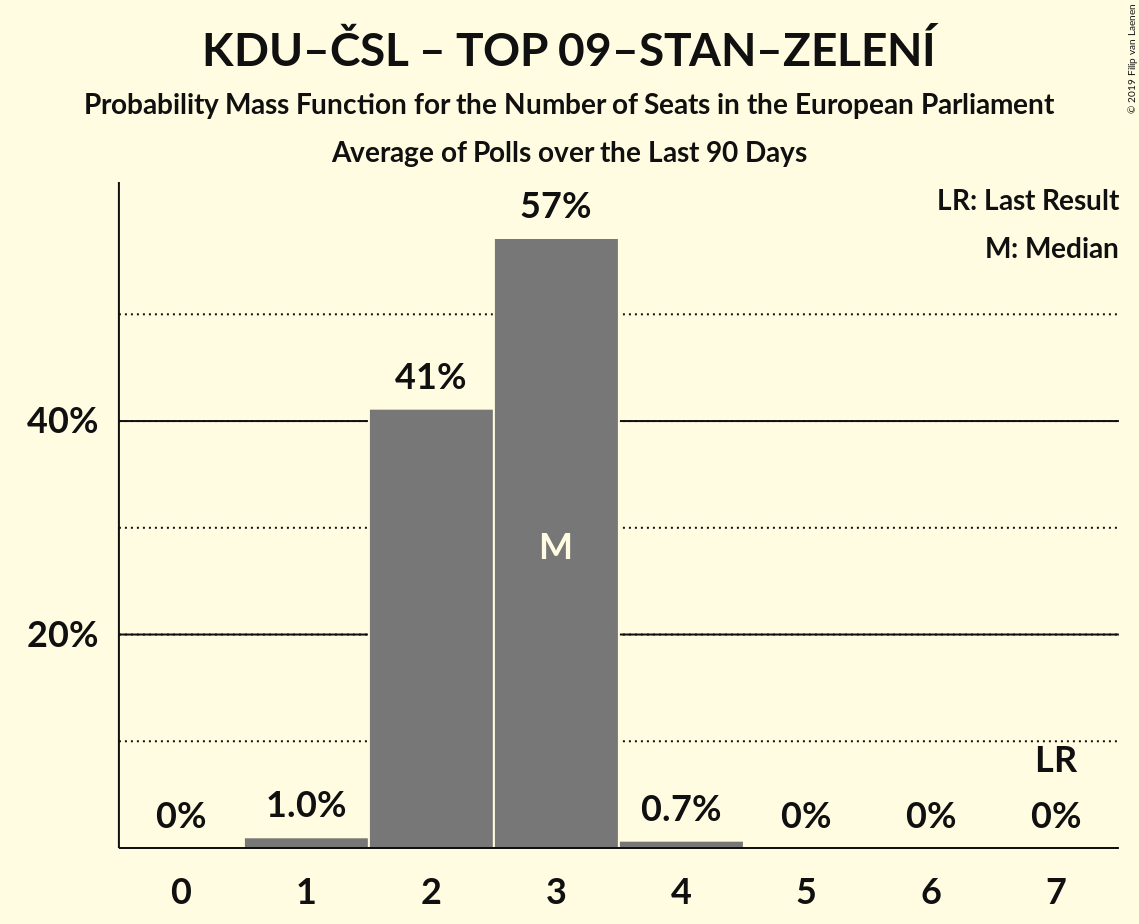 KDU–ČSL – TOP 09–STAN–ZELENÍ
Probability Mass Function for the Number of Seats in the European Parliament
Average of Polls over the Last 90 Days
© 2019 Filip van Laenen
LR: Last Result
M: Median
57%
41%
40%
M
20%
LR
0%
1.0%
0.7%
0%
0%
0%
0 1 2 3 4 5 6 7